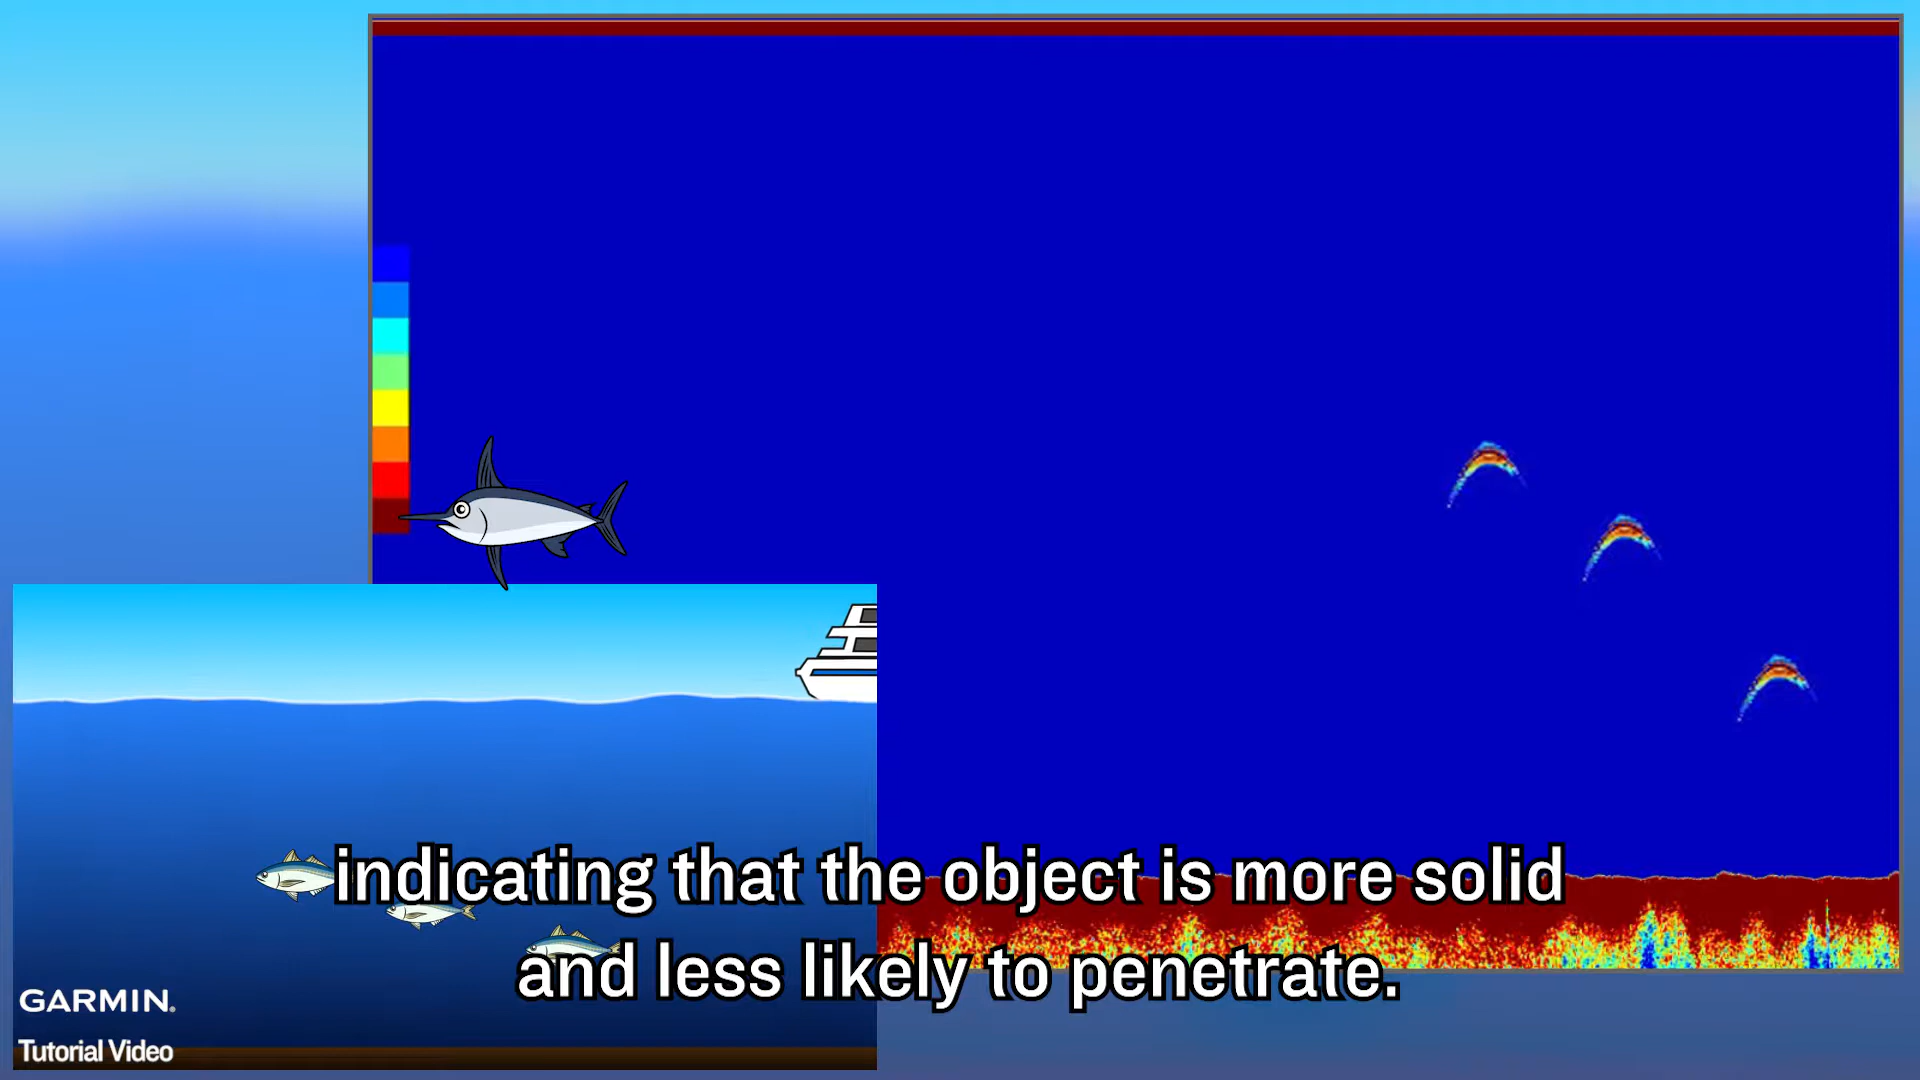 indicating that the object is more solid
and less likely to penetrate.
GARMIN.
Tutorial Video